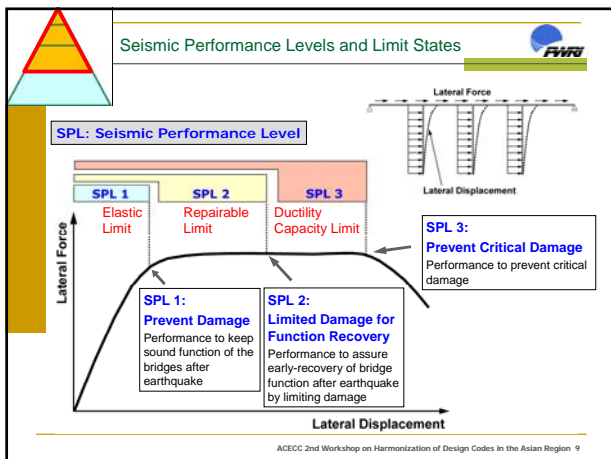 Seismic Performance Levels and Limit States
PWRI
Lateral Force
Lateral Displacement
SPL: Seismic Performance Level
SPL 1
SPL 2
SPL 3
Elastic
Limit
Repairable
Limit
Ductility
Capacity Limit
Lateral Force
SPL 1:
Prevent Damage
Performance to keep
sound function of the
bridges after
earthquake
SPL 2:
Limited Damage for
Function Recovery
Performance to assure
early-recovery of bridge
function after earthquake
by limiting damage
SPL 3:
Prevent Critical Damage
Performance to prevent critical
damage
Lateral Displacement
ACECC 2nd Workshop on Harmonization of Design Codes in the Asian Region 9